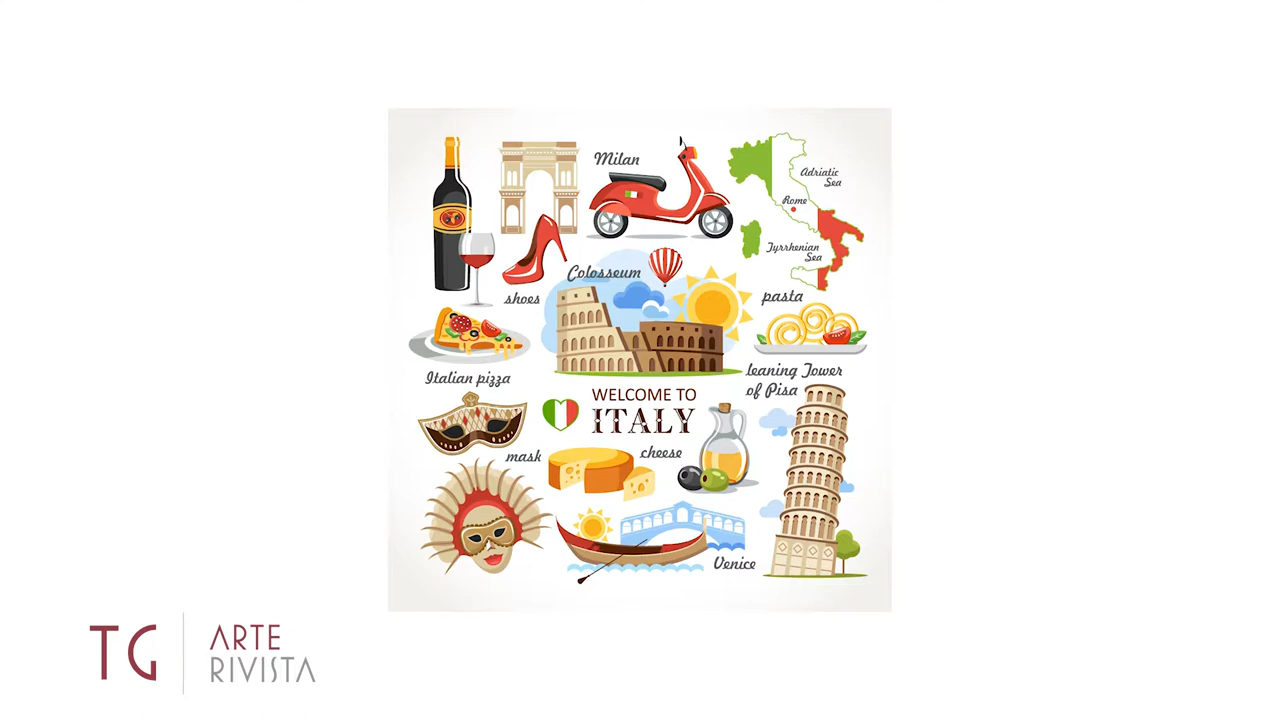 Milan
Adriatic
Sea
Rome
Tyrrhenian
Sea
Colosseum
shoes
pasta
Italian pizza
leaning Tower
of Pisa
WELCOME TO
ITALY
mask
cheese
Venice
TG
ARTE
RIVISTA